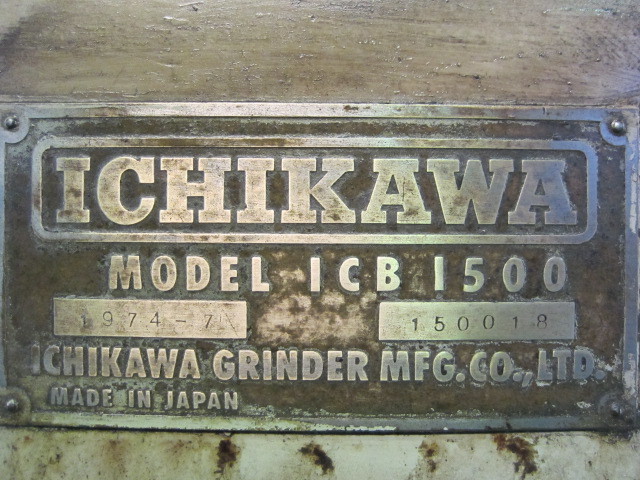 ICHIKAWA
MODEL ICB 1500
1974-7 150018
ICHIKAWA GRINDER MFG.CO.,LTD.
MADE IN JAPAN